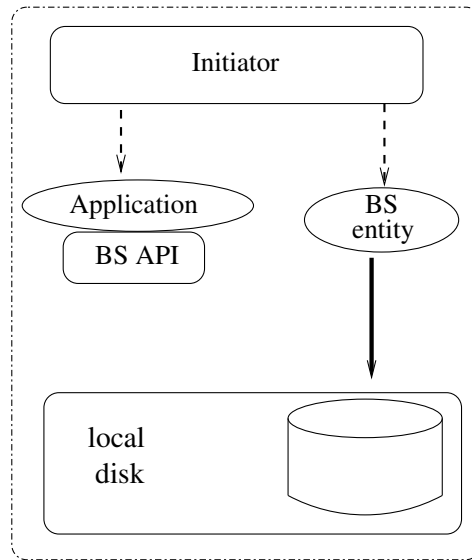 Initiator
Application
BS API
BS
entity
local
disk